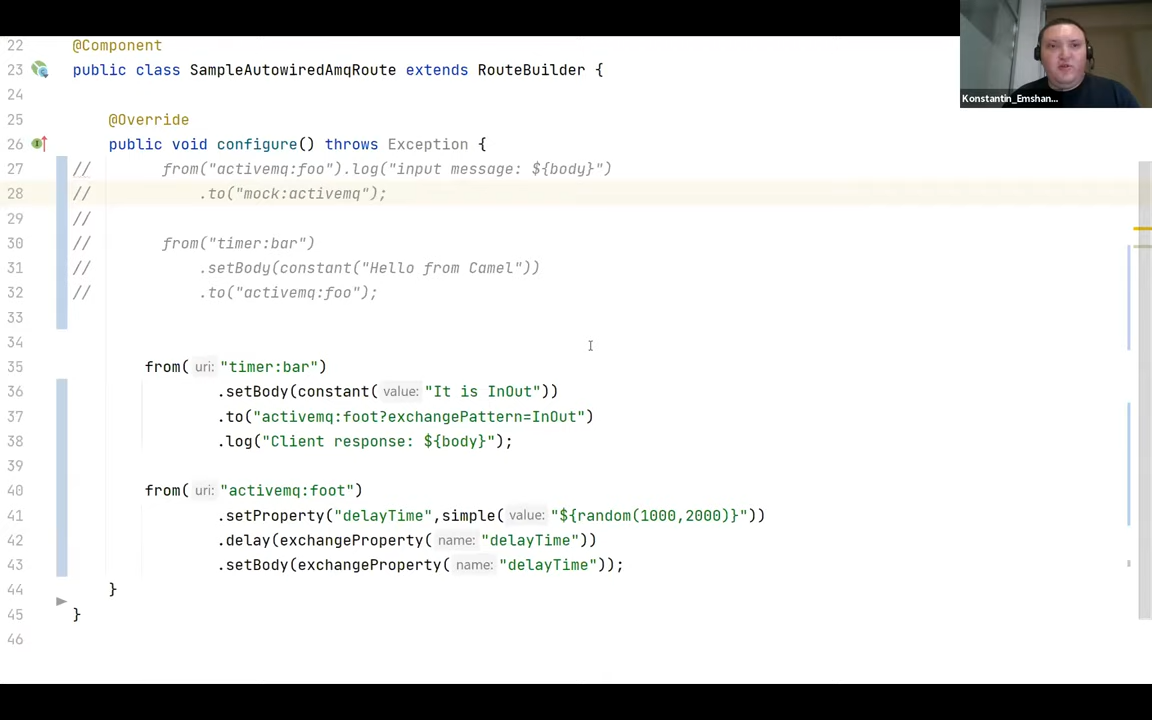 22 @Component
23 public class SampleAutowiredAmqRoute extends RouteBuilder {
24
25 @Override
26 public void configure() throws Exception {
27 // from("activemq:foo").log("input message: ${body}")
28 // .to("mock:activemq");
29 //
30 // from("timer:bar")
31 // .setBody(constant("Hello from Camel"))
32 // .to("activemq:foo");
33
34
35 from( uri: "timer:bar")
36 .setBody(constant( value: "It is InOut"))
37 .to("activemq:foot?exchangePattern=InOut")
38 .log("Client response: ${body}");
39
40 from( uri: "activemq:foot")
41 .setProperty("delayTime",simple( value: "${random(1000,2000)}"))
42 .delay(exchangeProperty( name: "delayTime"))
43 .setBody(exchangeProperty( name: "delayTime"));
44 }
45 }
46
Konstantin_Emshan...